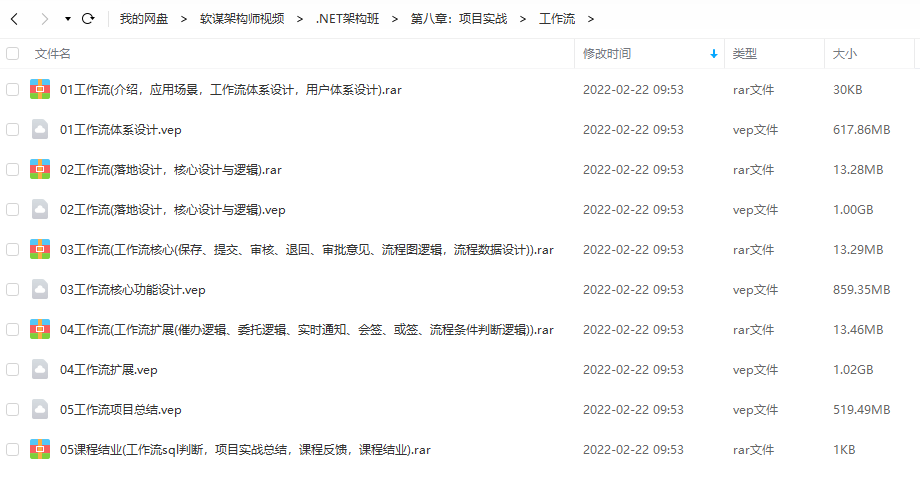 我的网盘 > 软谋架构师视频 > .NET架构班 > 第八章：项目实战 > 工作流 >
文件名 修改时间 类型 大小
01工作流(介绍，应用场景，工作流体系设计，用户体系设计).rar 2022-02-22 09:53 rar文件 30KB
01工作流体系设计.vep 2022-02-22 09:53 vep文件 617.86MB
02工作流(落地设计，核心设计与逻辑).rar 2022-02-22 09:53 rar文件 13.28MB
02工作流(落地设计，核心设计与逻辑).vep 2022-02-22 09:53 vep文件 1.00GB
03工作流(工作流核心(保存、提交、审核、退回、审批意见、流程图逻辑，流程数据设计)).rar 2022-02-22 09:53 rar文件 13.29MB
03工作流核心功能设计.vep 2022-02-22 09:53 vep文件 859.35MB
04工作流(工作流扩展(催办逻辑、委托逻辑、实时通知、会签、或签、流程条件判断逻辑)).rar 2022-02-22 09:53 rar文件 13.46MB
04工作流扩展.vep 2022-02-22 09:53 vep文件 1.02GB
05工作流项目总结.vep 2022-02-22 09:53 vep文件 519.49MB
05课程结业(工作流sql判断，项目实战总结，课程反馈，课程结业).rar 2022-02-22 09:53 rar文件 1KB